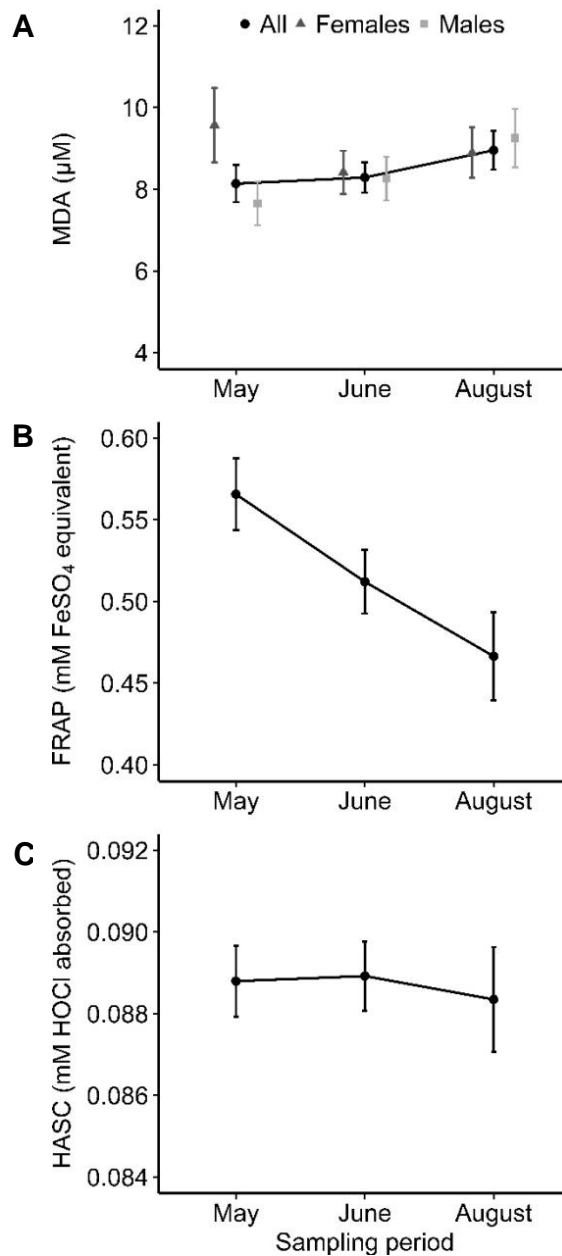 A
All Females Males
MDA (µM)
12
10
8
6
4
May June August
B
FRAP (mM FeSO₄ equivalent)
0.60
0.55
0.50
0.45
0.40
May June August
C
HASC (mM HOCl absorbed)
0.092
0.090
0.088
0.086
0.084
May June August
Sampling period